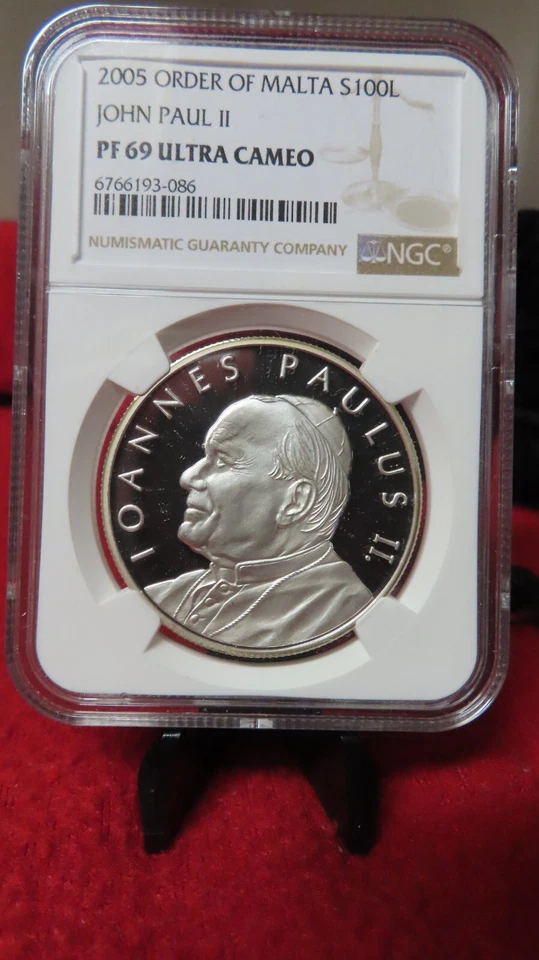 2005 ORDER OF MALTA S100L
JOHN PAUL II
PF 69 ULTRA CAMEO
6766193-086
NUMISMATIC GUARANTY COMPANY
NGC®
IOANNES PAULUS II.